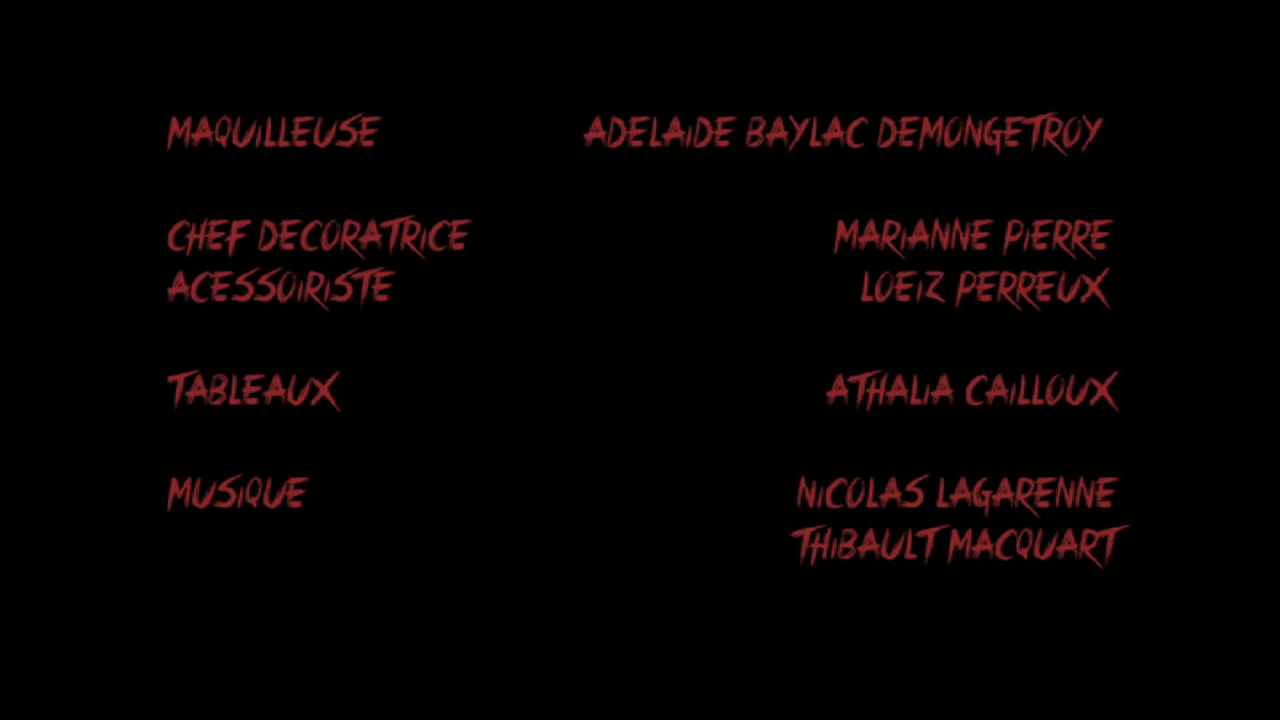 MAQUILLEUSE ADELAIDE BAYLAC DEMONGETROY
CHEF DECORATRICE MARIANNE PIERRE
ACESSOIRISTE LOEIZ PERREUX
TABLEAUX ATHALIA CAILLOUX
MUSIQUE NICOLAS LAGARENNE
THIBAULT MACQUART